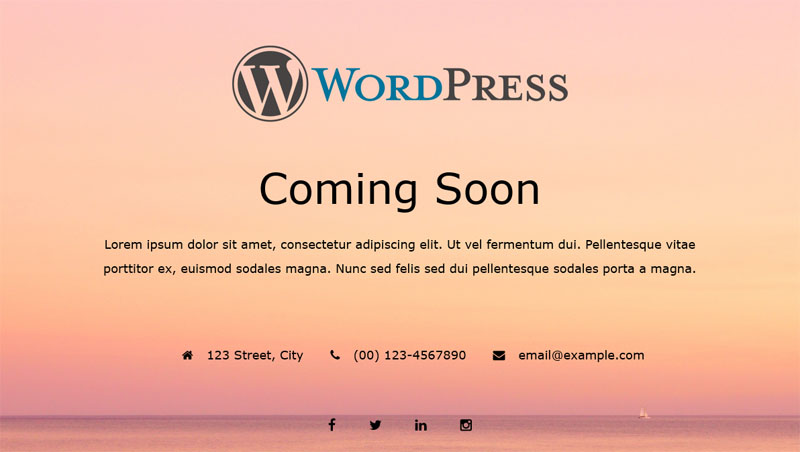 WORDPRESS
Coming Soon
Lorem ipsum dolor sit amet, consectetur adipiscing elit. Ut vel fermentum dui. Pellentesque vitae
porttitor ex, euismod sodales magna. Nunc sed felis sed dui pellentesque sodales porta a magna.
123 Street, City (00) 123-4567890 email@example.com